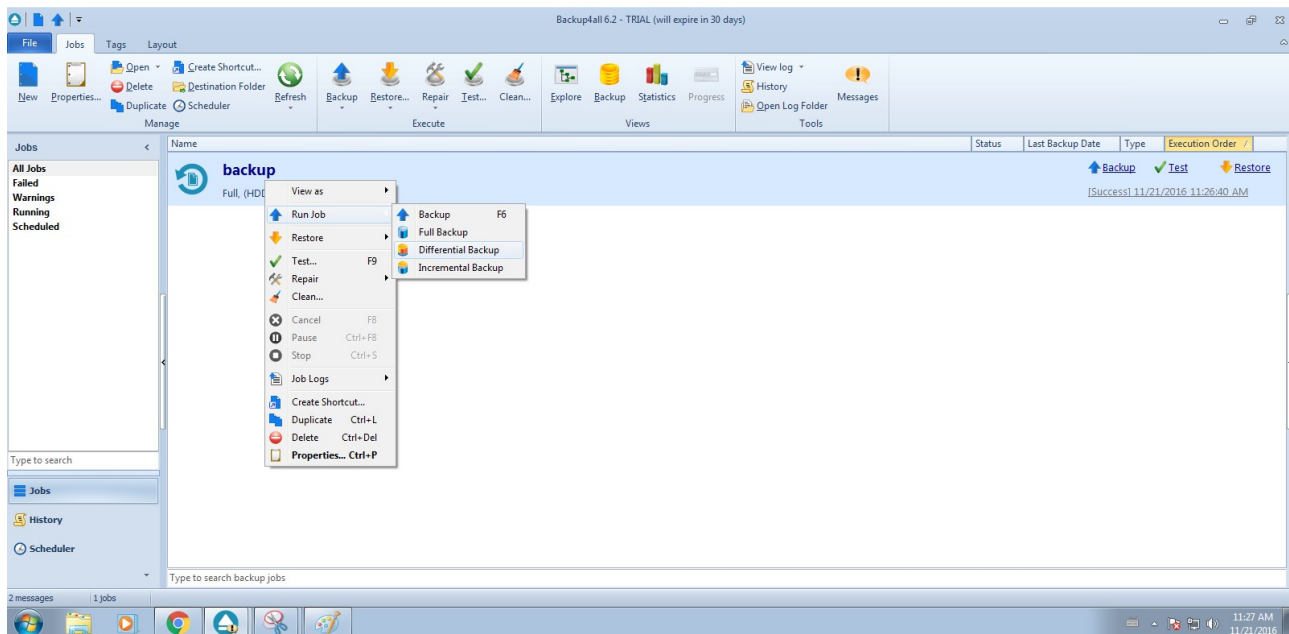 Backup4all 6.2 - TRIAL (will expire in 30 days)
File Jobs Tags Layout
New
Properties...
Open
Delete
Duplicate
Create Shortcut...
Destination Folder
Scheduler
Refresh
Manage
Backup
Restore...
Repair
Test...
Clean...
Execute
Explore
Backup
Statistics
Progress
Views
View log
History
Open Log Folder
Messages
Tools
Jobs
All Jobs
Failed
Warnings
Running
Scheduled
Type to search
Jobs
History
Scheduler
Name Status Last Backup Date Type Execution Order
backup
Full, (HDD
Backup Test Restore
[Success] 11/21/2016 11:26:40 AM
View as
Run Job
Restore
Test... F9
Repair
Clean...
Cancel F8
Pause Ctrl+F8
Stop Ctrl+S
Job Logs
Create Shortcut...
Duplicate Ctrl+L
Delete Ctrl+Del
Properties... Ctrl+P
Backup F6
Full Backup
Differential Backup
Incremental Backup
Type to search backup jobs
2 messages 1 jobs
11:27 AM
11/21/2016